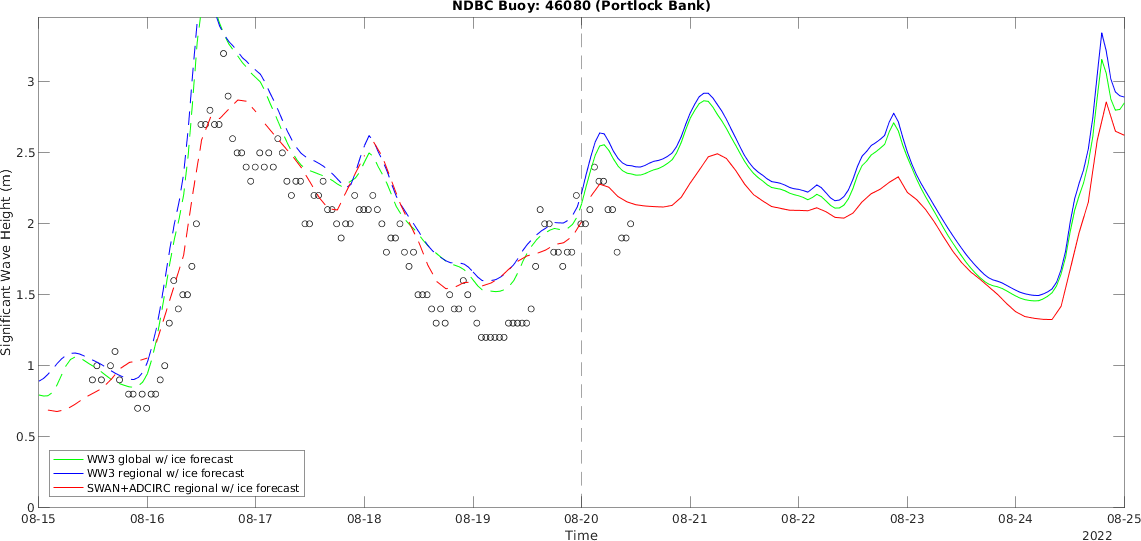 NDBC Buoy: 46080 (Portlock Bank)
Significant Wave Height (m)
3
2.5
2
1.5
1
0.5
0
WW3 global w/ ice forecast
WW3 regional w/ ice forecast
SWAN+ADCIRC regional w/ ice forecast
08-15 08-16 08-17 08-18 08-19 08-20 08-21 08-22 08-23 08-24 08-25
Time
2022